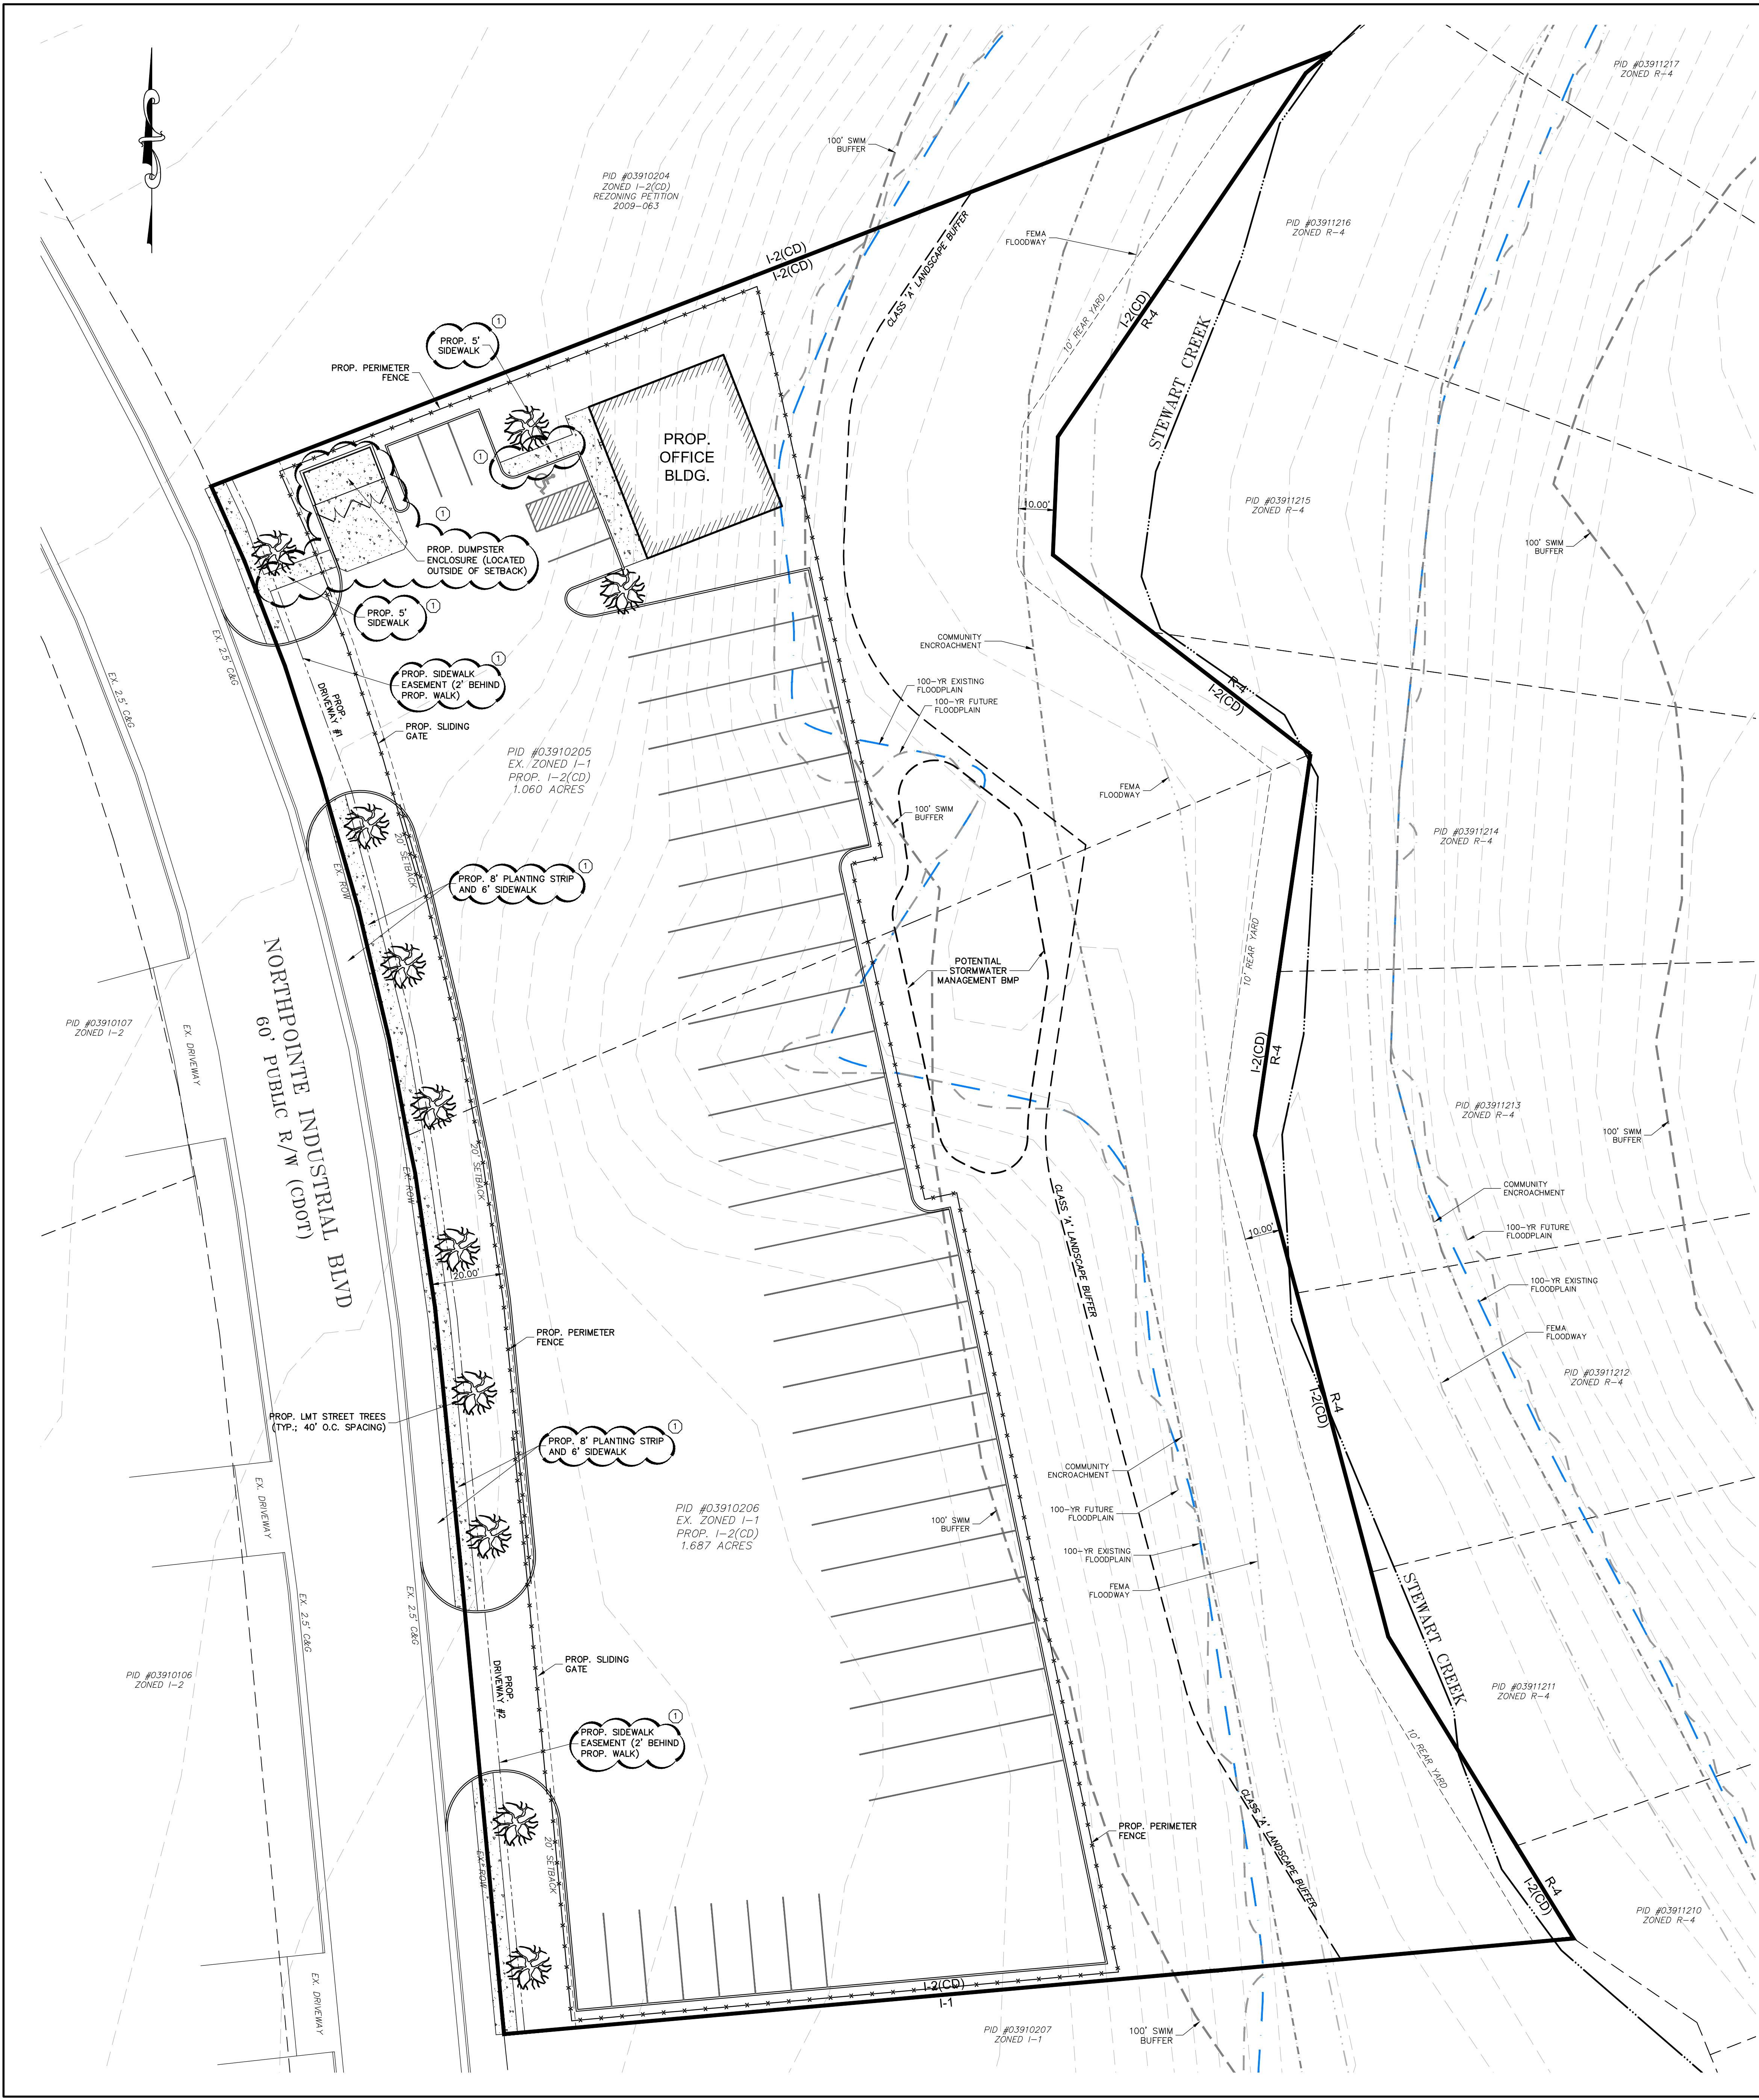 PID #03911217
ZONED R-4
100' SWIM
BUFFER
PID #03910204
ZONED I-2(CD)
REZONING PETITION
2009-063
CLASS 'A' LANDSCAPE BUFFER
FEMA
FLOODWAY
PID #03911216
ZONED R-4
I-2(CD)
I-2(CD)
10' REAR YARD
I-2(CD)
R-4
STEWART CREEK
1
PROP. 5'
SIDEWALK
PROP. PERIMETER
FENCE
PROP.
OFFICE
BLDG.
1
10.00'
PID #03911215
ZONED R-4
100' SWIM
BUFFER
1
PROP. DUMPSTER
ENCLOSURE (LOCATED
OUTSIDE OF SETBACK)
1
PROP. 5'
SIDEWALK
EX. 2.5' C&G
EX. 2.5' C&G
1
PROP. SIDEWALK
EASEMENT (2' BEHIND
PROP. WALK)
COMMUNITY
ENCROACHMENT
100-YR EXISTING
FLOODPLAIN
100-YR FUTURE
FLOODPLAIN
R-4
I-2(CD)
PROP
DRIVEWAY #1
PROP. SLIDING
GATE
PID #03910205
EX. ZONED I-1
PROP. I-2(CD)
1.060 ACRES
FEMA
FLOODWAY
100' SWIM
BUFFER
PID #03911214
ZONED R-4
20' SETBACK
EX. ROW
1
PROP. 8' PLANTING STRIP
AND 6' SIDEWALK
10' REAR YARD
NORTHPOINTE INDUSTRIAL BLVD
60' PUBLIC R/W (CDOT)
POTENTIAL
STORMWATER
MANAGEMENT BMP
PID #03910107
ZONED I-2
EX. DRIVEWAY
I-2(CD)
R-4
PID #03911213
ZONED R-4
100' SWIM
BUFFER
EX. ROW
20' SETBACK
CLASS 'A' LANDSCAPE BUFFER
COMMUNITY
ENCROACHMENT
10.00'
100-YR FUTURE
FLOODPLAIN
20.00'
100-YR EXISTING
FLOODPLAIN
PROP. PERIMETER
FENCE
FEMA
FLOODWAY
PID #03911212
ZONED R-4
R-4
I-2(CD)
PROP. LMT STREET TREES
(TYP.; 40' O.C. SPACING)
1
PROP. 8' PLANTING STRIP
AND 6' SIDEWALK
COMMUNITY
ENCROACHMENT
EX. DRIVEWAY
PID #03910206
EX. ZONED I-1
PROP. I-2(CD)
1.687 ACRES
100' SWIM
BUFFER
100-YR FUTURE
FLOODPLAIN
100-YR EXISTING
FLOODPLAIN
FEMA
FLOODWAY
EX. 2.5' C&G
EX. 2.5' C&G
STEWART CREEK
PROP. SLIDING
GATE
PID #03910106
ZONED I-2
PROP.
DRIVEWAY #2
PID #03911211
ZONED R-4
1
PROP. SIDEWALK
EASEMENT (2' BEHIND
PROP. WALK)
10' REAR YARD
CLASS 'A' LANDSCAPE BUFFER
PROP. PERIMETER
FENCE
EX. ROW
20' SETBACK
R-4
I-2(CD)
PID #03911210
ZONED R-4
EX. DRIVEWAY
I-2(CD)
I-1
PID #03910207
ZONED I-1
100' SWIM
BUFFER